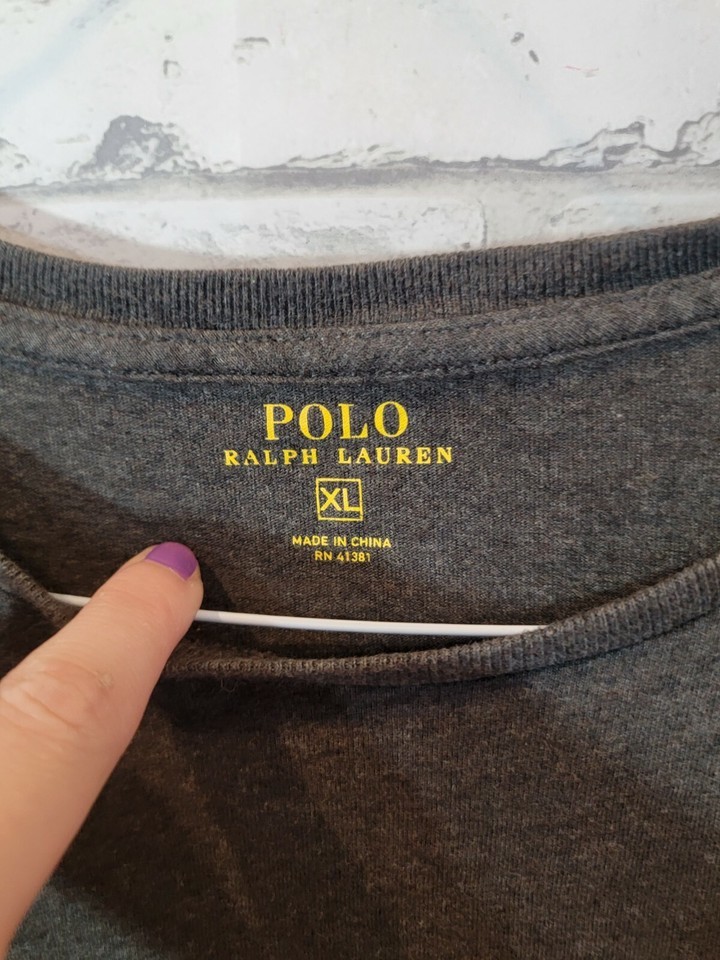 POLO
RALPH LAUREN
XL
MADE IN CHINA
RN 41381